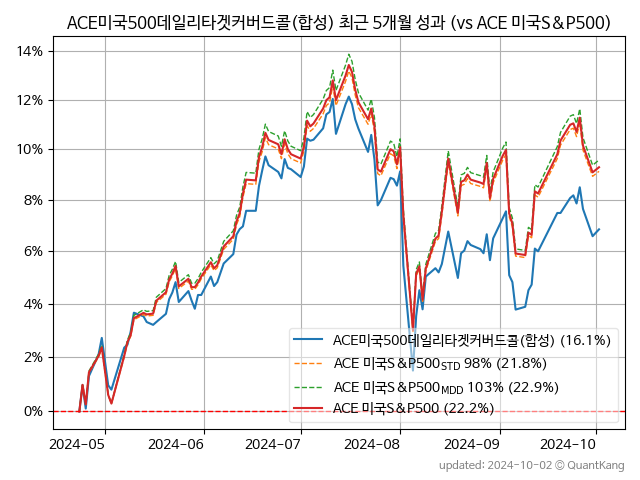 ACE미국500데일리타겟커버드콜(합성) 최근 5개월 성과 (vs ACE 미국S&P500)
14%
12%
10%
8%
6%
4%
2%
0%
ACE미국500데일리타겟커버드콜(합성) (16.1%)
ACE 미국S&P500STD 98% (21.8%)
ACE 미국S&P500MDD 103% (22.9%)
ACE 미국S&P500 (22.2%)
2024-05 2024-06 2024-07 2024-08 2024-09 2024-10
updated: 2024-10-02 © QuantKang